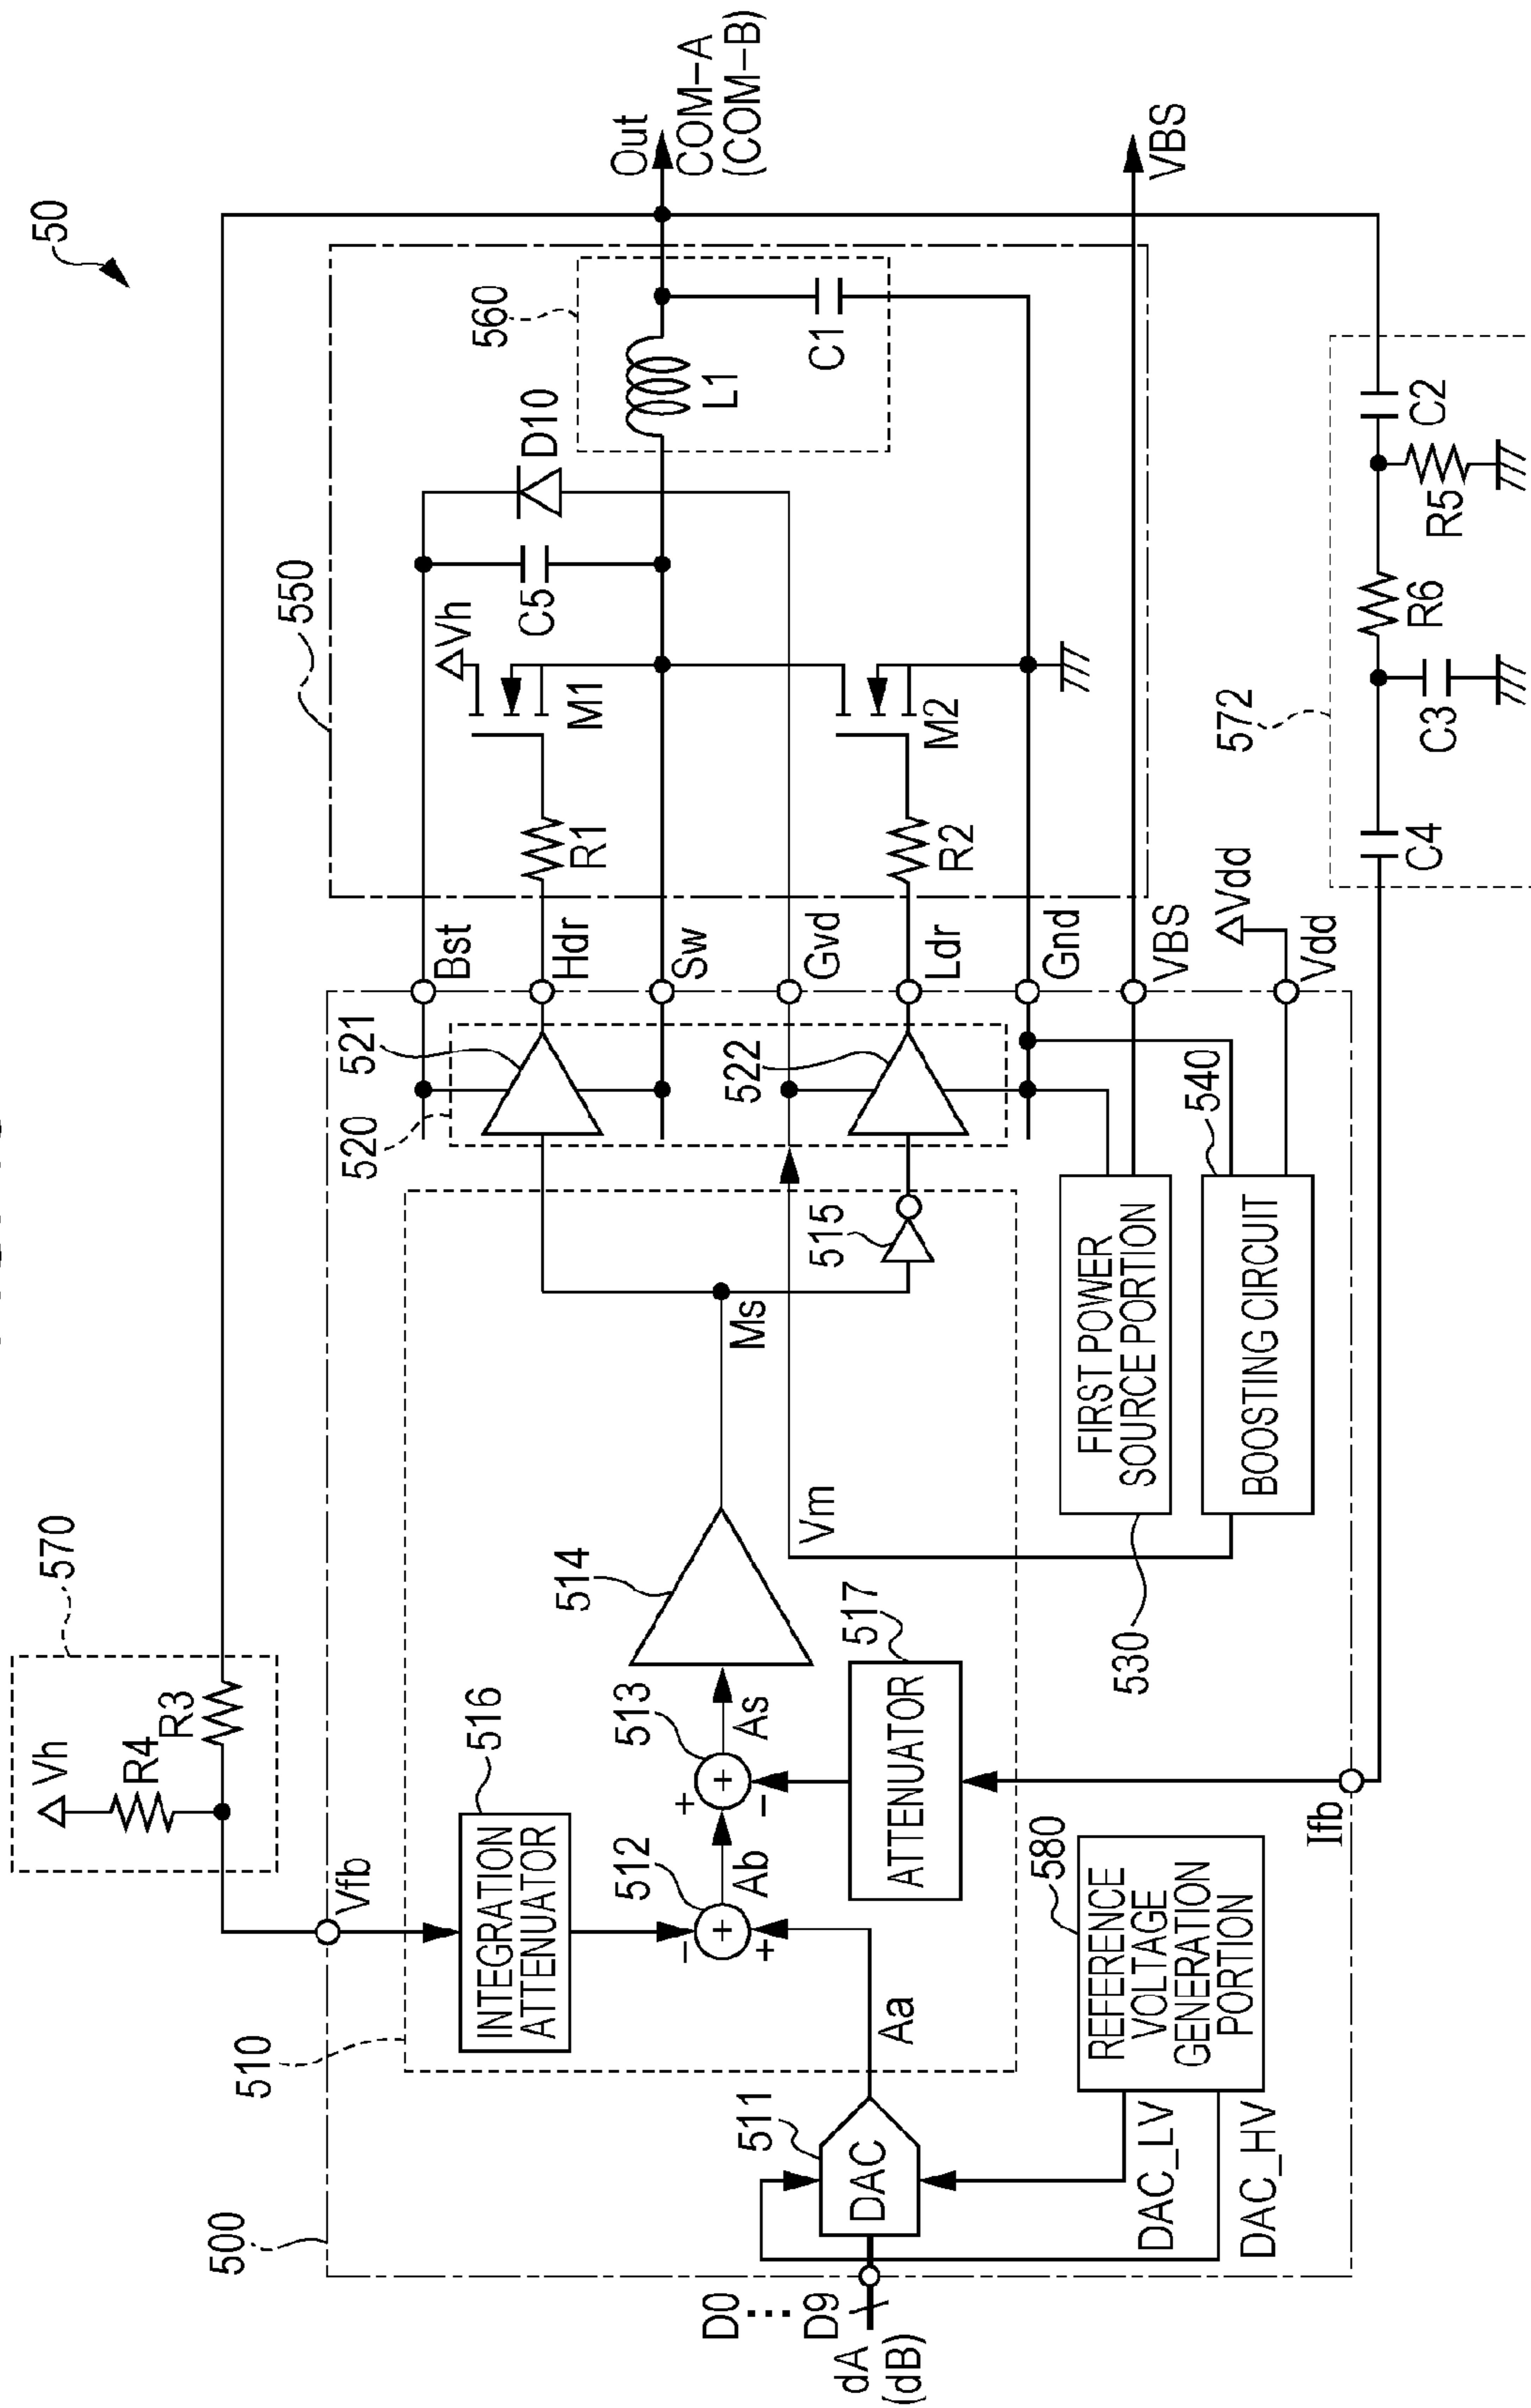 50
570
Vh
R4
R3
Vfb
500
510
INTEGRATION
ATTENUATOR
516
512
Ab
513
As
514
Ms
515
520
521
522
Bst
Hdr
Sw
Gvd
Ldr
Gnd
VBS
Vdd
Vdd
550
R1
R2
M1
M2
Vh
C5
D10
560
L1
C1
Out
COM-A
(COM-B)
VBS
D0
D9
dA
(dB)
511
DAC
Aa
DAC_LV
DAC_HV
580
REFERENCE
VOLTAGE
GENERATION
PORTION
ATTENUATOR
517
Vm
Ifb
530
FIRST POWER
SOURCE PORTION
540
BOOSTING CIRCUIT
572
C4
C3
R6
R5
C2